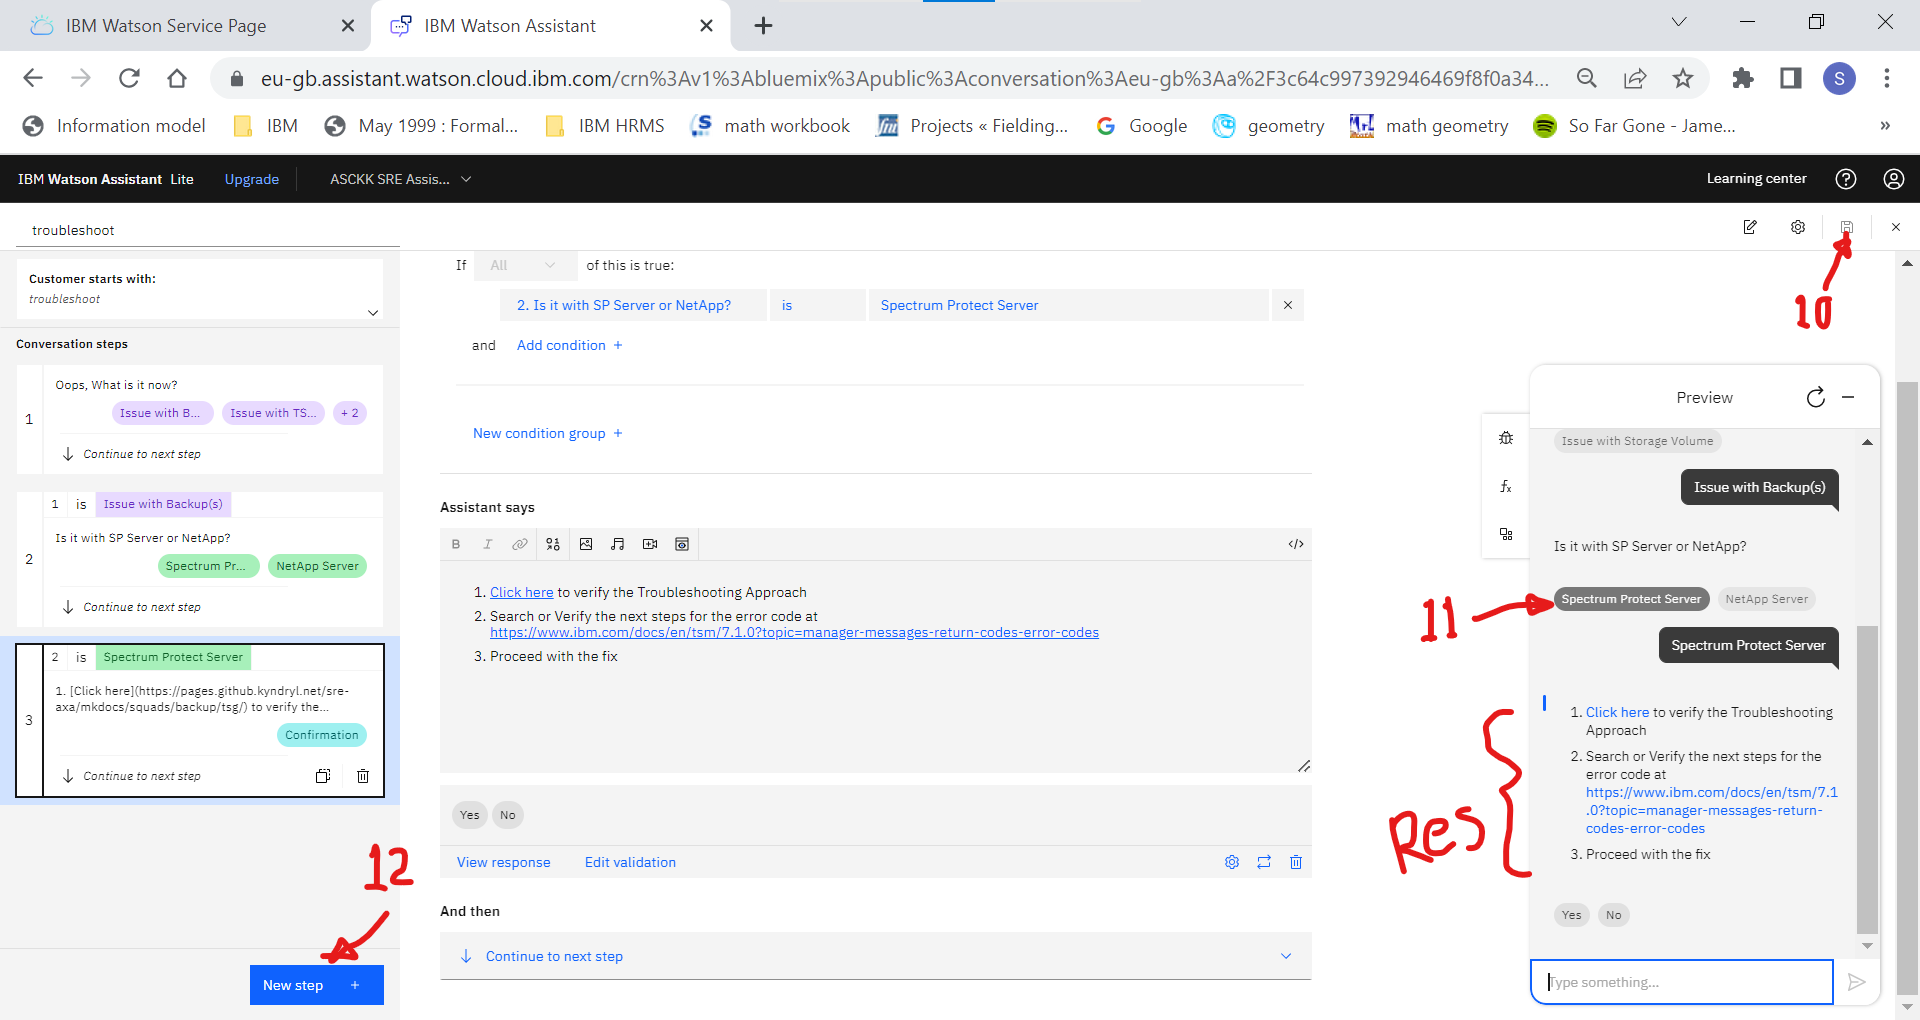 IBM Watson Service Page
IBM Watson Assistant
eu-gb.assistant.watson.cloud.ibm.com/crn%3Av1%3Abluemix%3Apublic%3Aconversation%3Aeu-gb%3Aa%2F3c64c997392946469f8f0a34...
S
Information model
IBM
May 1999 : Formal...
IBM HRMS
math workbook
Projects « Fielding...
Google
geometry
math geometry
So Far Gone - Jame...
»
IBM Watson Assistant Lite
Upgrade
ASCKK SRE Assis...
Learning center
troubleshoot
10
Customer starts with:
troubleshoot
Conversation steps
1
Oops, What is it now?
Issue with B...
Issue with TS...
+ 2
Continue to next step
2
1 is Issue with Backup(s)
Is it with SP Server or NetApp?
Spectrum Pr...
NetApp Server
Continue to next step
3
2 is Spectrum Protect Server
1. [Click here](https://pages.github.kyndryl.net/sre-
axa/mkdocs/squads/backup/tsg/) to verify the...
Confirmation
Continue to next step
12
New step +
If All of this is true:
2. Is it with SP Server or NetApp? is Spectrum Protect Server
and Add condition +
New condition group +
Assistant says
B I
</>
1. Click here to verify the Troubleshooting Approach
2. Search or Verify the next steps for the error code at
https://www.ibm.com/docs/en/tsm/7.1.0?topic=manager-messages-return-codes-error-codes
3. Proceed with the fix
Yes No
View response
Edit validation
And then
Continue to next step
fx
Preview
Issue with Storage Volume
Issue with Backup(s)
Is it with SP Server or NetApp?
11
Spectrum Protect Server
NetApp Server
Spectrum Protect Server
Res
1. Click here to verify the Troubleshooting
Approach
2. Search or Verify the next steps for the
error code at
https://www.ibm.com/docs/en/tsm/7.1
.0?topic=manager-messages-return-
codes-error-codes
3. Proceed with the fix
Yes No
Type something...